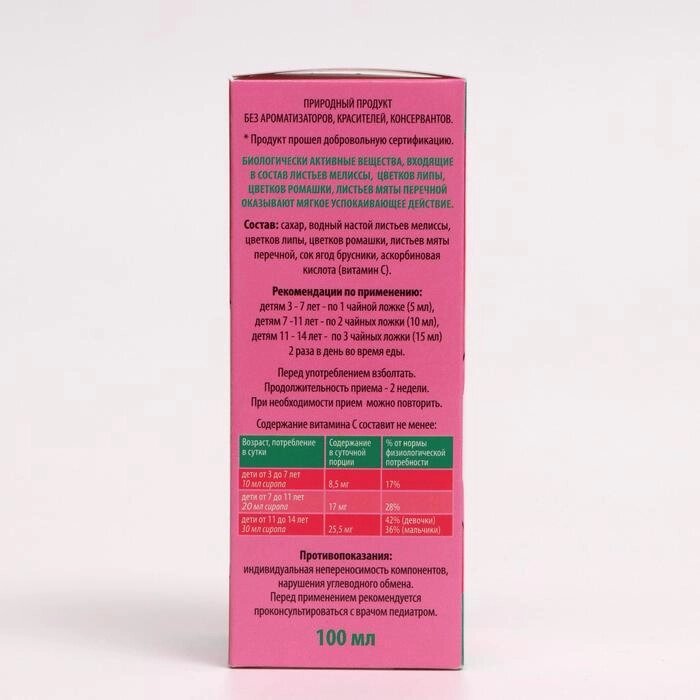 ПРИРОДНЫЙ ПРОДУКТ
БЕЗ АРОМАТИЗАТОРОВ, КРАСИТЕЛЕЙ, КОНСЕРВАНТОВ.
* Продукт прошел добровольную сертификацию.
БИОЛОГИЧЕСКИ АКТИВНЫЕ ВЕЩЕСТВА, ВХОДЯЩИЕ
В СОСТАВ ЛИСТЬЕВ МЕЛИССЫ, ЦВЕТКОВ ЛИПЫ,
ЦВЕТКОВ РОМАШКИ, ЛИСТЬЕВ МЯТЫ ПЕРЕЧНОЙ
ОКАЗЫВАЮТ МЯГКОЕ УСПОКАИВАЮЩЕЕ ДЕЙСТВИЕ.
Состав: сахар, водный настой листьев мелиссы,
цветков липы, цветков ромашки, листьев мяты
перечной, сок ягод брусники, аскорбиновая
кислота (витамин С).
Рекомендации по применению:
детям 3 - 7 лет - по 1 чайной ложке (5 мл),
детям 7 -11 лет - по 2 чайных ложки (10 мл),
детям 11 - 14 лет - по 3 чайных ложки (15 мл)
2 раза в день во время еды.
Перед употреблением взболтать.
Продолжительность приема - 2 недели.
При необходимости прием можно повторить.
Содержание витамина С составит не менее:
Возраст, потребление в сутки Содержание в суточной порции % от нормы физиологической потребности
дети от 3 до 7 лет
10 мл сиропа 8,5 мг 17%
дети от 7 до 11 лет
20 мл сиропа 17 мг 28%
дети от 11 до 14 лет 42% (девочки)
30 мл сиропа 25,5 мг 36% (мальчики)
Противопоказания:
индивидуальная непереносимость компонентов,
нарушения углеводного обмена.
Перед применением рекомендуется
проконсультироваться с врачом педиатром.
100 мл